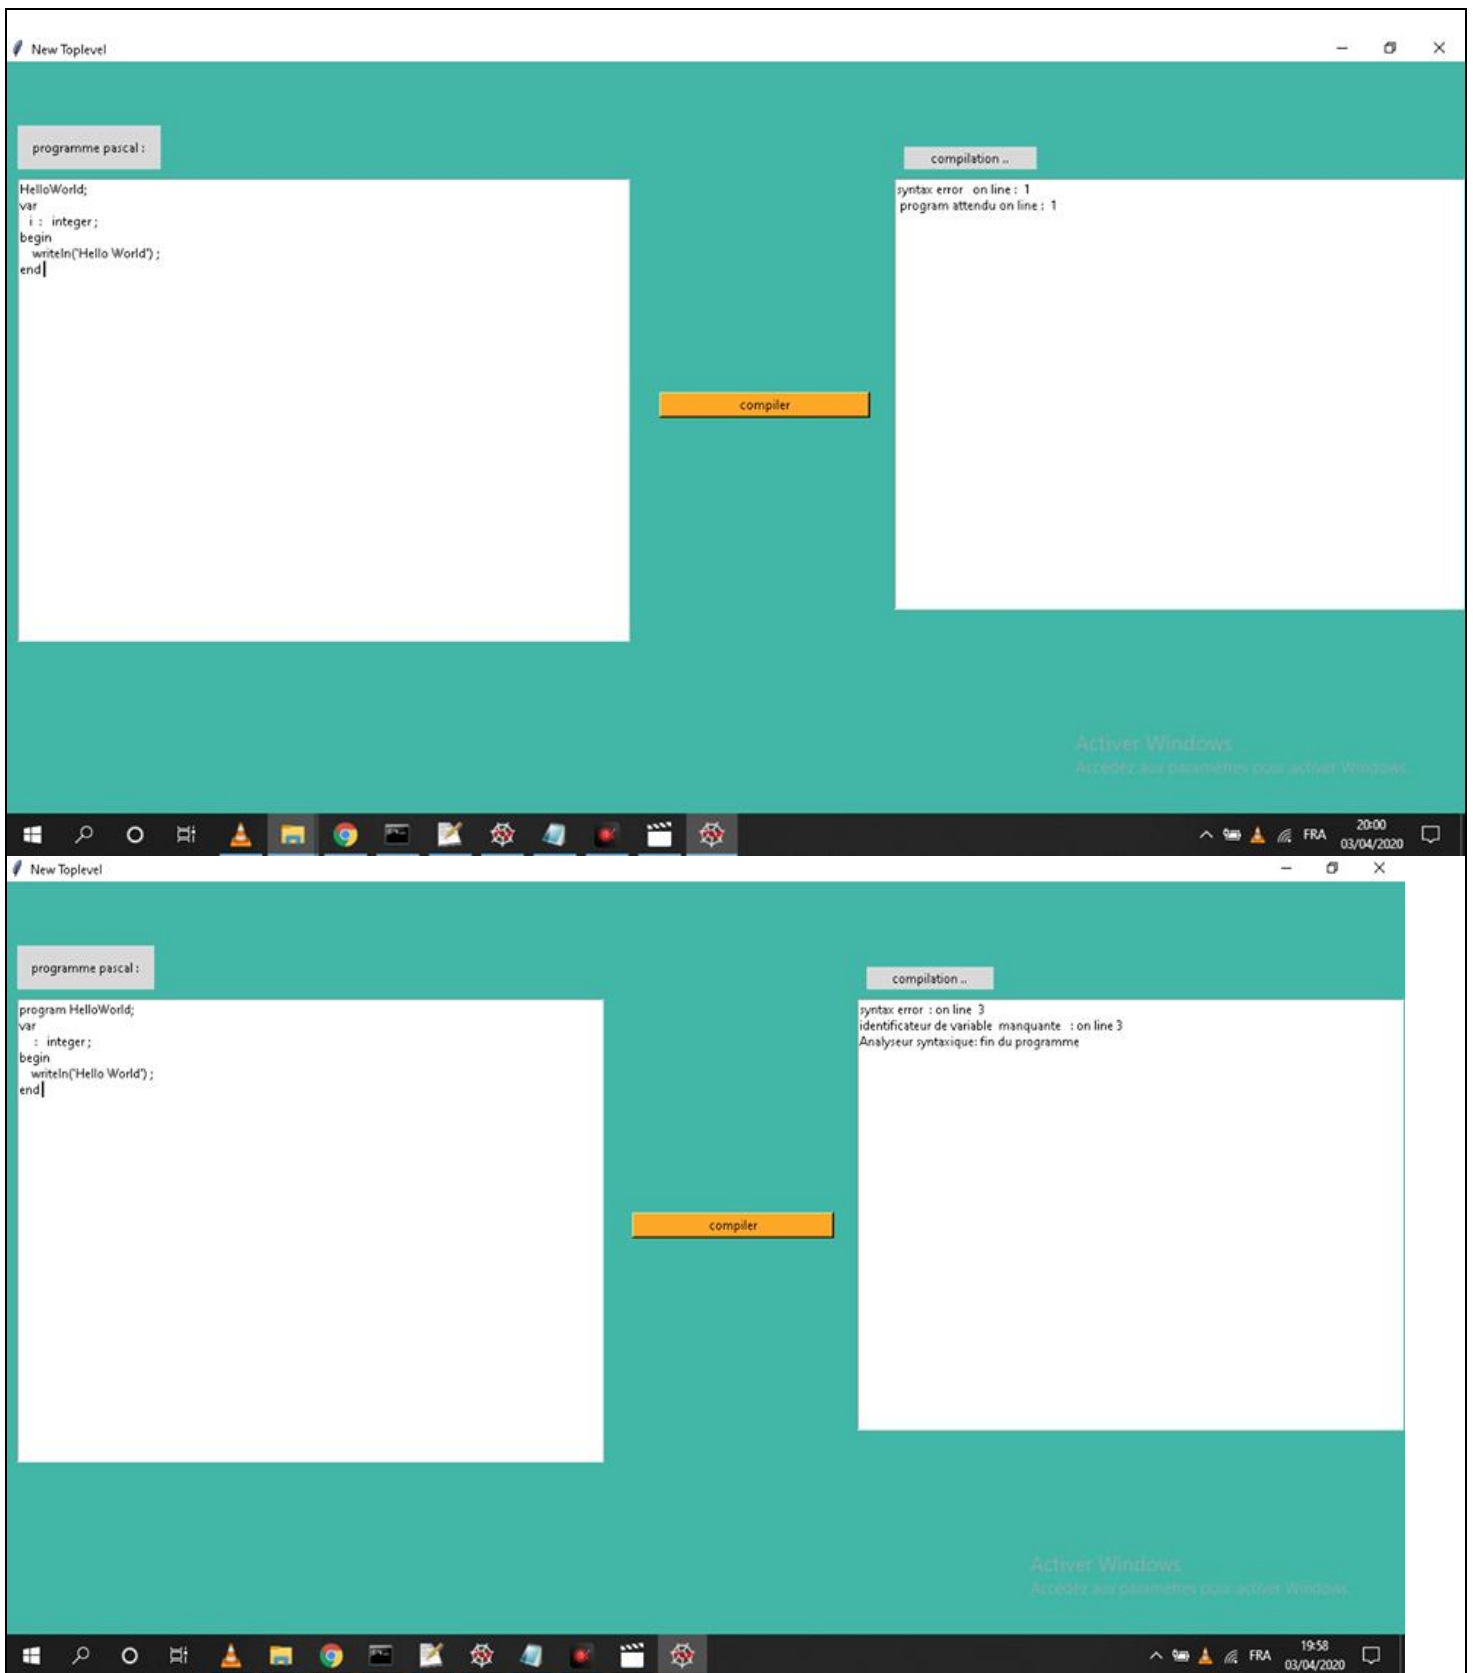 New Toplevel
programme pascal :
compilation ..
HelloWorld;
var
i : integer ;
begin
writeln('Hello World') ;
end
syntax error on line : 1
program attendu on line : 1
compiler
Activer Windows
Accédez aux paramètres pour activer Windows.
FRA
20:00
03/04/2020
New Toplevel
programme pascal :
compilation ..
program HelloWorld;
var
: integer ;
begin
writeln('Hello World') ;
end
syntax error : on line 3
identificateur de variable manquante : on line 3
Analyseur syntaxique: fin du programme
compiler
Activer Windows
Accédez aux paramètres pour activer Windows.
FRA
19:58
03/04/2020